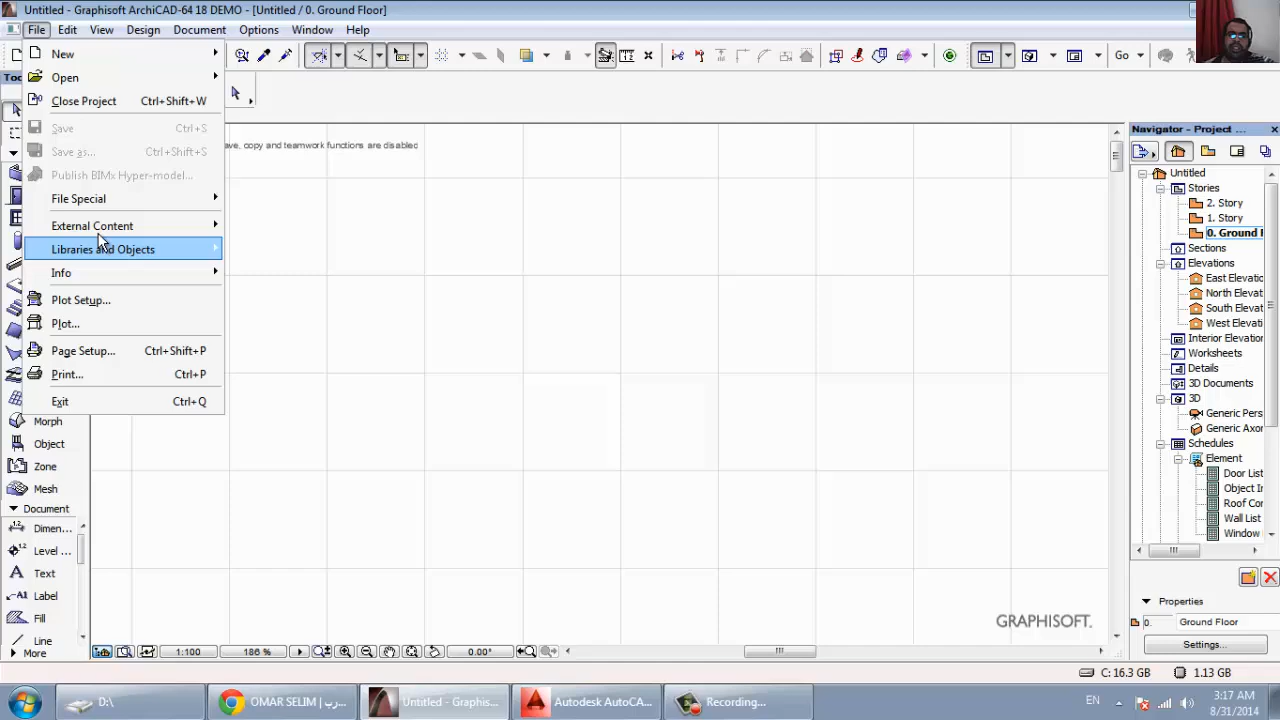 Untitled - Graphisoft ArchiCAD-64 18 DEMO - [Untitled / 0. Ground Floor]
File Edit View Design Document Options Window Help
New
Open
Close Project Ctrl+Shift+W
Save Ctrl+S
Save as... Ctrl+Shift+S
Publish BIMx Hyper-model...
File Special
External Content
Libraries and Objects
Info
Plot Setup...
Plot...
Page Setup... Ctrl+Shift+P
Print... Ctrl+P
Exit Ctrl+Q
Go
save, copy and teamwork functions are disabled
Morph
Object
Zone
Mesh
Document
Dimen...
Level ...
Text
A1 Label
Fill
Line
More
GRAPHISOFT.
1:100
186 %
0.00°
Navigator - Project ...
Untitled
Stories
2. Story
1. Story
0. Ground F
Sections
Elevations
East Elevati
North Elevat
South Elevat
West Elevati
Interior Elevation
Worksheets
Details
3D Documents
3D
Generic Pers
Generic Axon
Schedules
Element
Door List
Object In
Roof Con
Wall List
Window
Properties
0. Ground Floor
Settings...
C: 16.3 GB 1.13 GB
D:\
OMAR SELIM | رب...
Untitled - Graphis...
Autodesk AutoCA...
Recording...
EN
3:17 AM
8/31/2014